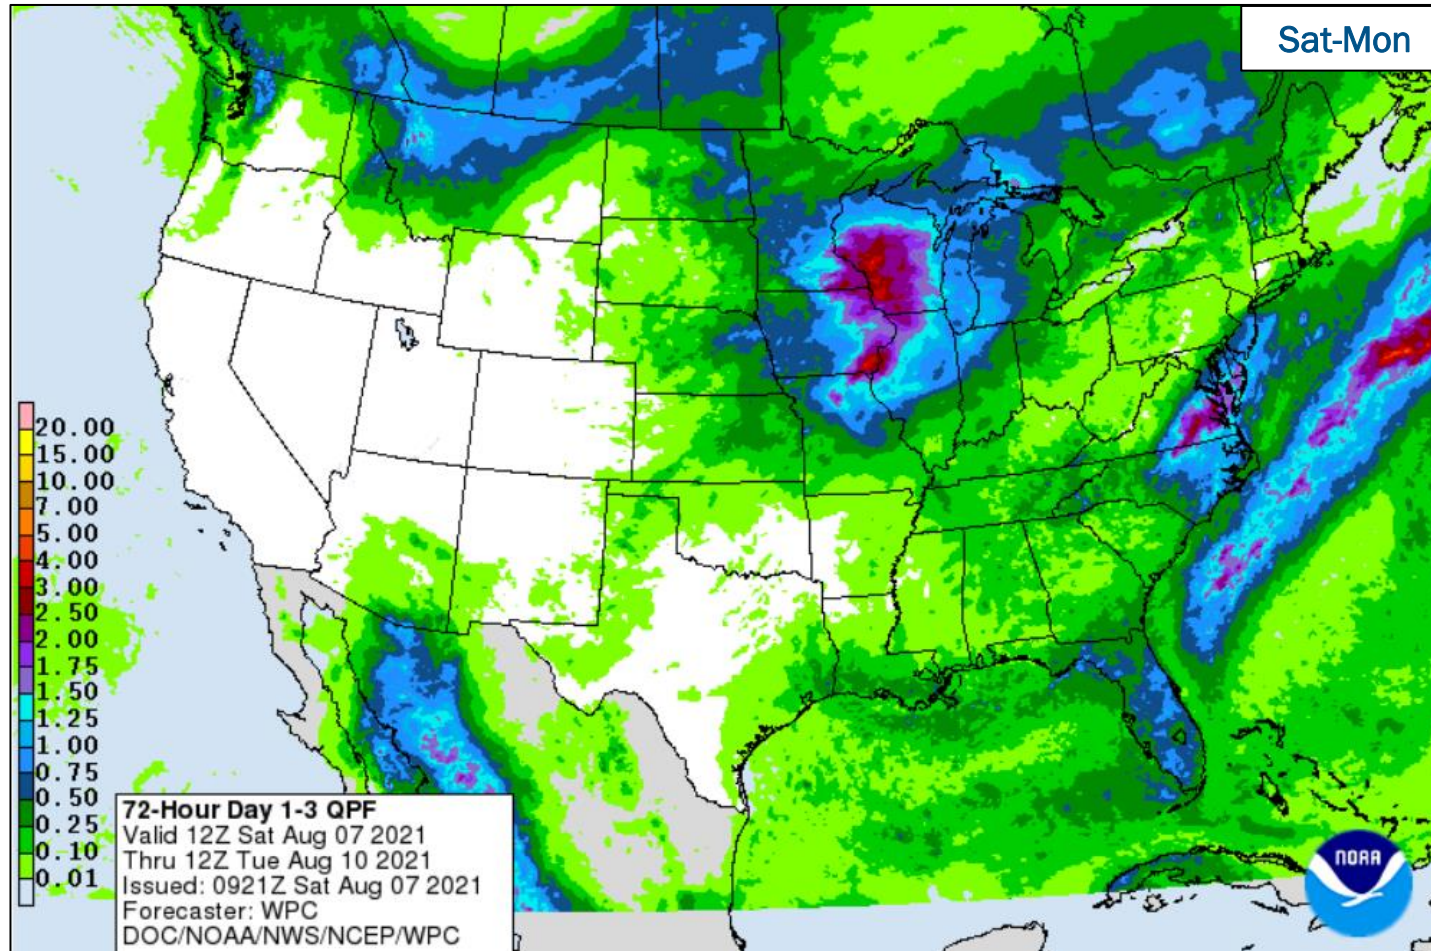 Sat-Mon
20.00
15.00
10.00
7.00
5.00
4.00
3.00
2.50
2.00
1.75
1.50
1.25
1.00
0.75
0.50
0.25
0.10
0.01
72-Hour Day 1-3 QPF
Valid 12Z Sat Aug 07 2021
Thru 12Z Tue Aug 10 2021
Issued: 0921Z Sat Aug 07 2021
Forecaster: WPC
DOC/NOAA/NWS/NCEP/WPC
NOAA